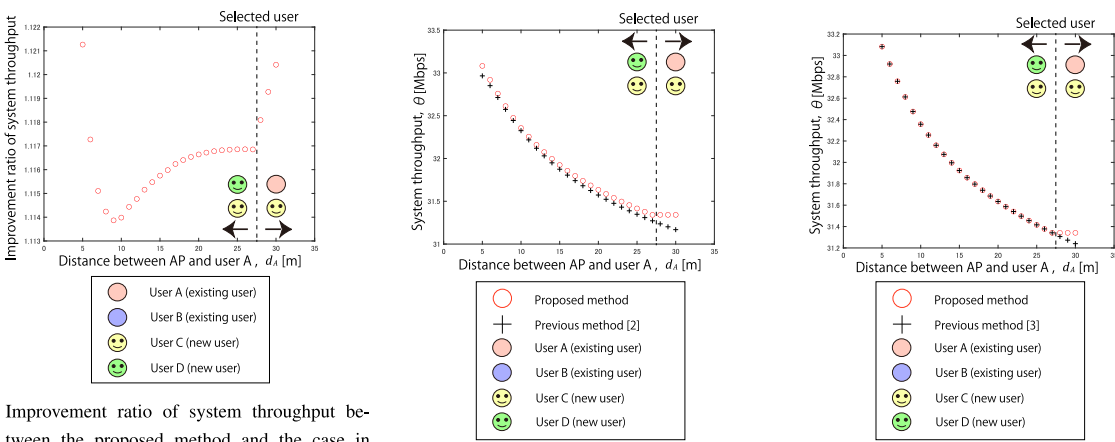 Selected user
1,122
1,121
1,120
1,119
1,118
1,117
1,116
1,115
1,114
1,113
0 5 10 15 20 25 30 35
Improvement ratio of system throughput
Distance between AP and user A , d_A [m]
User A (existing user)
User B (existing user)
User C (new user)
User D (new user)
Improvement ratio of system throughput be-
tween the proposed method and the case in
Selected user
33.5
33
32.5
32
31.5
31
0 5 10 15 20 25 30 35
System throughput, θ [Mbps]
Distance between AP and user A , d_A [m]
Proposed method
Previous method [2]
User A (existing user)
User B (existing user)
User C (new user)
User D (new user)
Selected user
33.2
33
32.8
32.6
32.4
32.2
32
31.8
31.6
31.4
31.2
0 5 10 15 20 25 30 35
System throughput, θ [Mbps]
Distance between AP and user A , d_A [m]
Proposed method
Previous method [3]
User A (existing user)
User B (existing user)
User C (new user)
User D (new user)